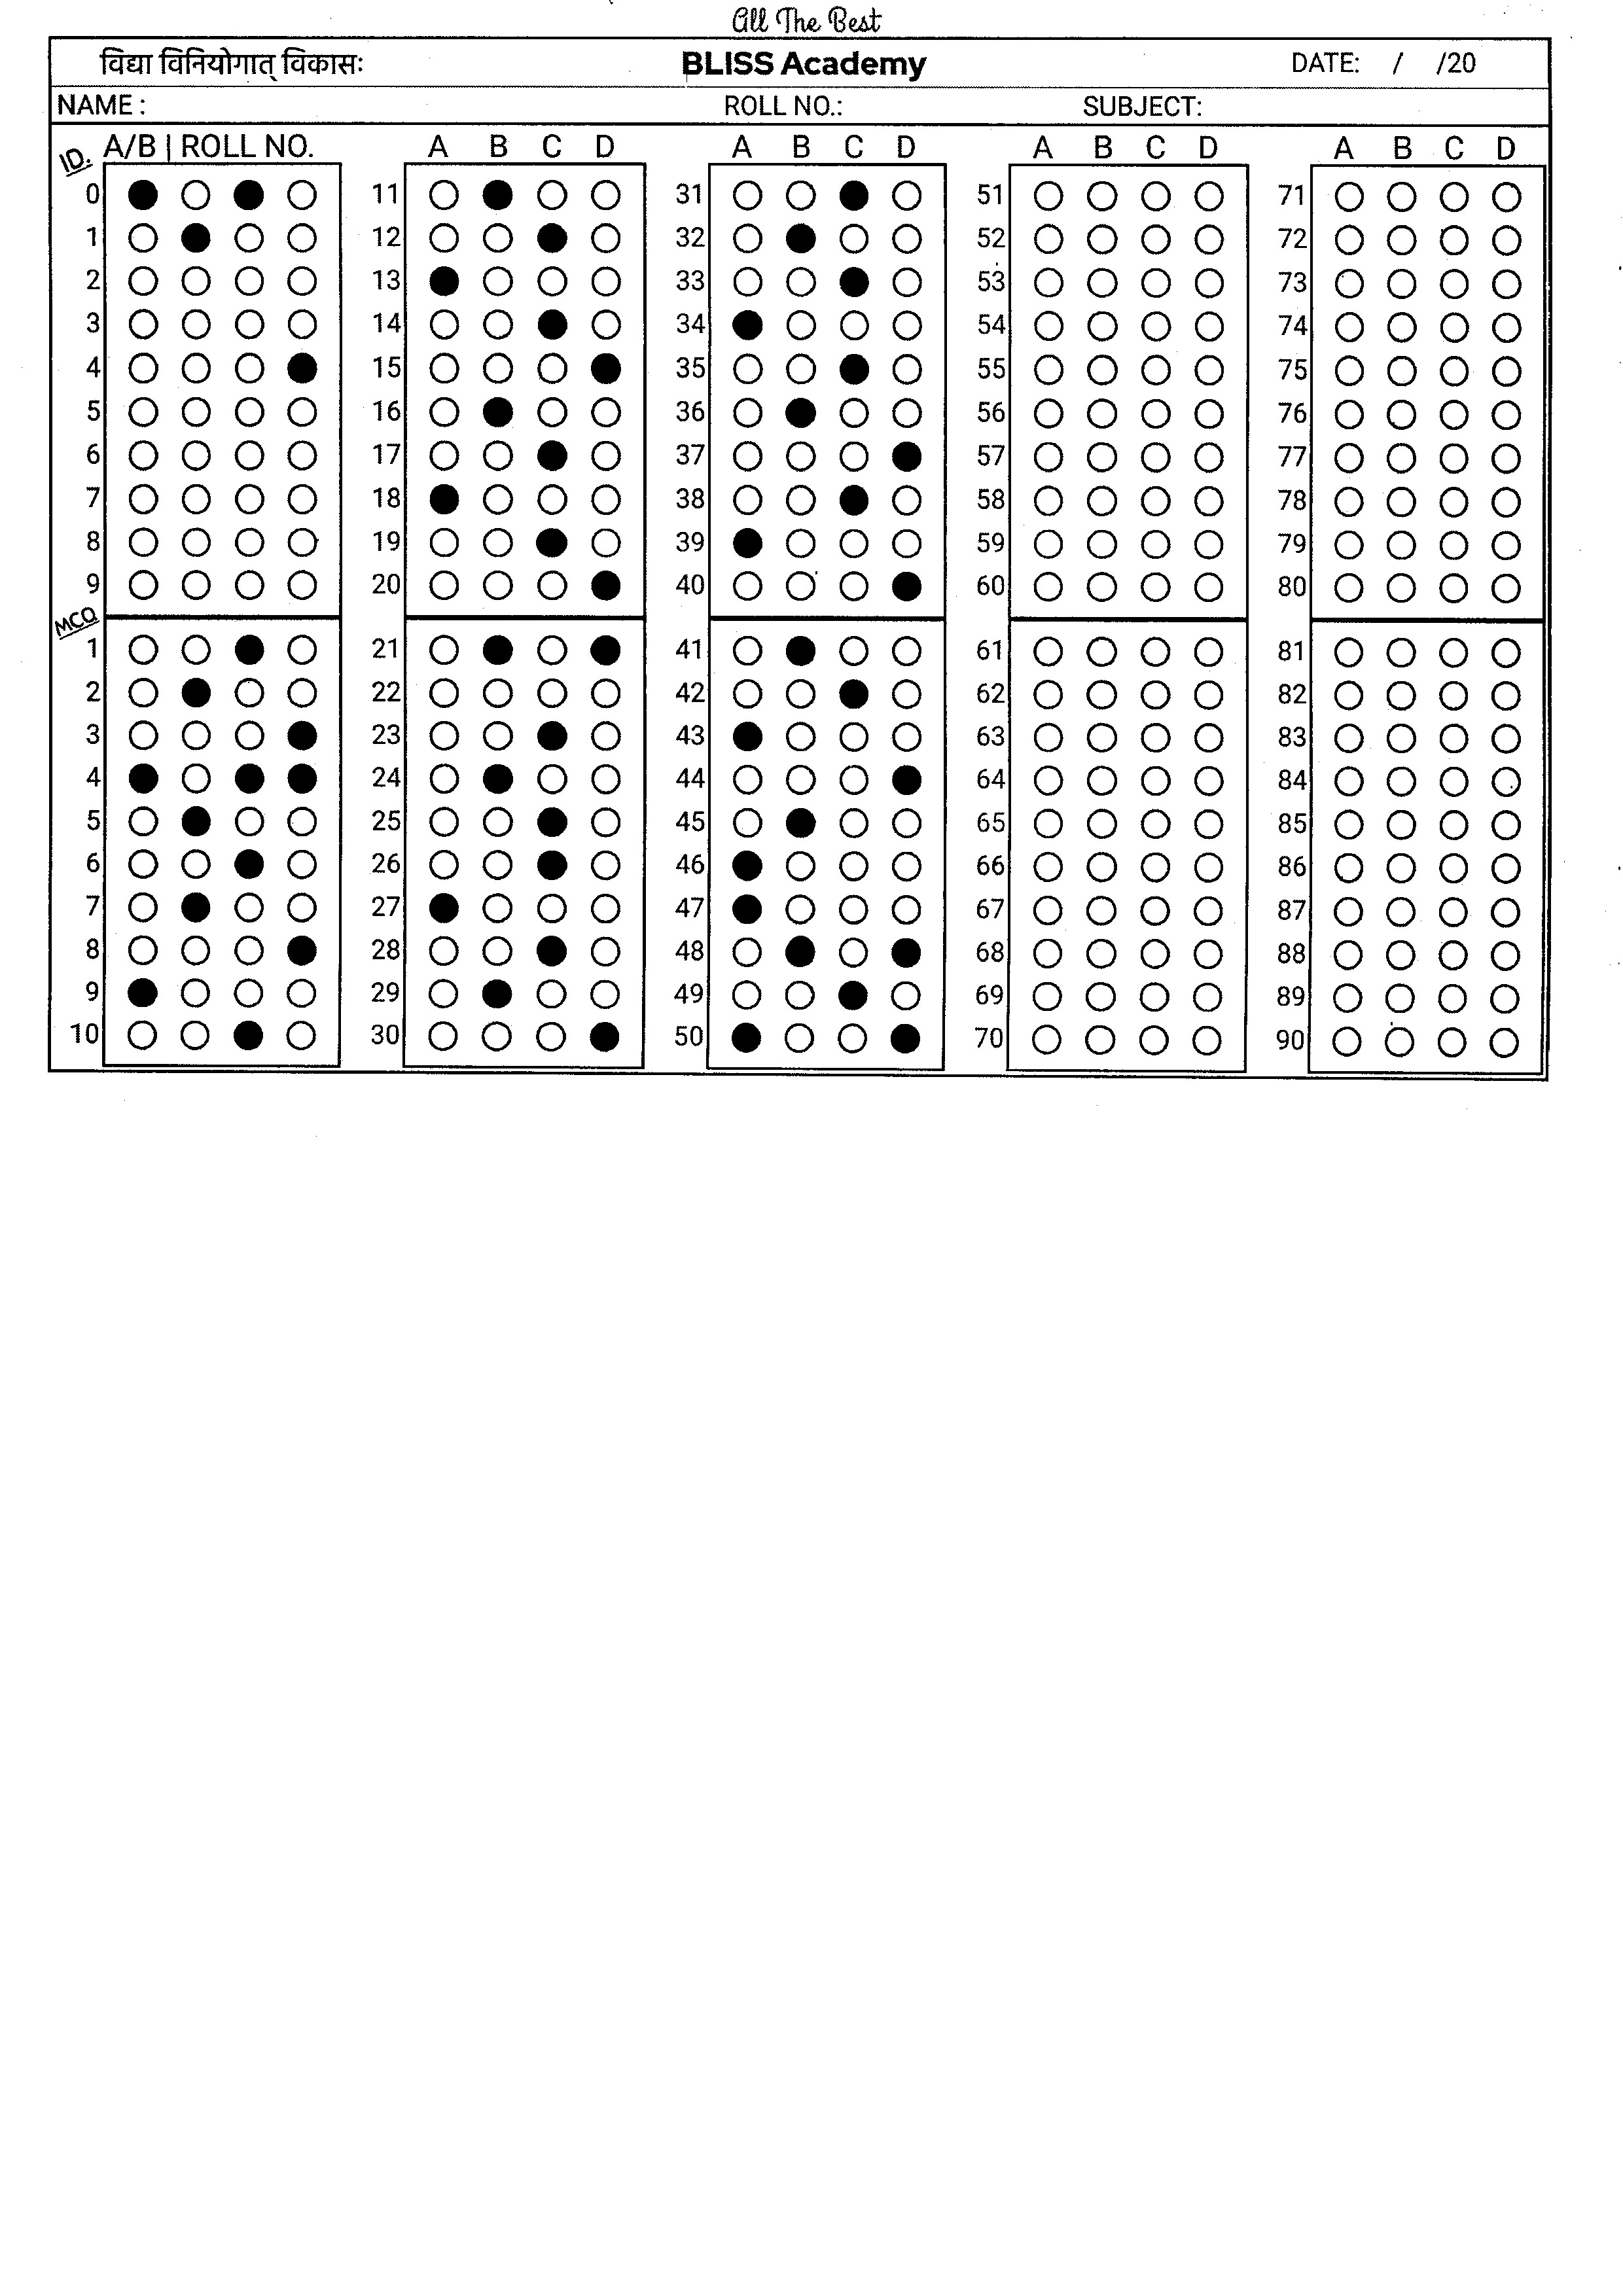 All The Best
विद्या विनियोगात् विकासः BLISS Academy DATE: / /20
NAME : ROLL NO.: SUBJECT:
ID. A/B | ROLL NO. A B C D A B C D A B C D A B C D
0 11 31 51 71
1 12 32 52 72
2 13 33 53 73
3 14 34 54 74
4 15 35 55 75
5 16 36 56 76
6 17 37 57 77
7 18 38 58 78
8 19 39 59 79
9 20 40 60 80
MCQ
1 21 41 61 81
2 22 42 62 82
3 23 43 63 83
4 24 44 64 84
5 25 45 65 85
6 26 46 66 86
7 27 47 67 87
8 28 48 68 88
9 29 49 69 89
10 30 50 70 90